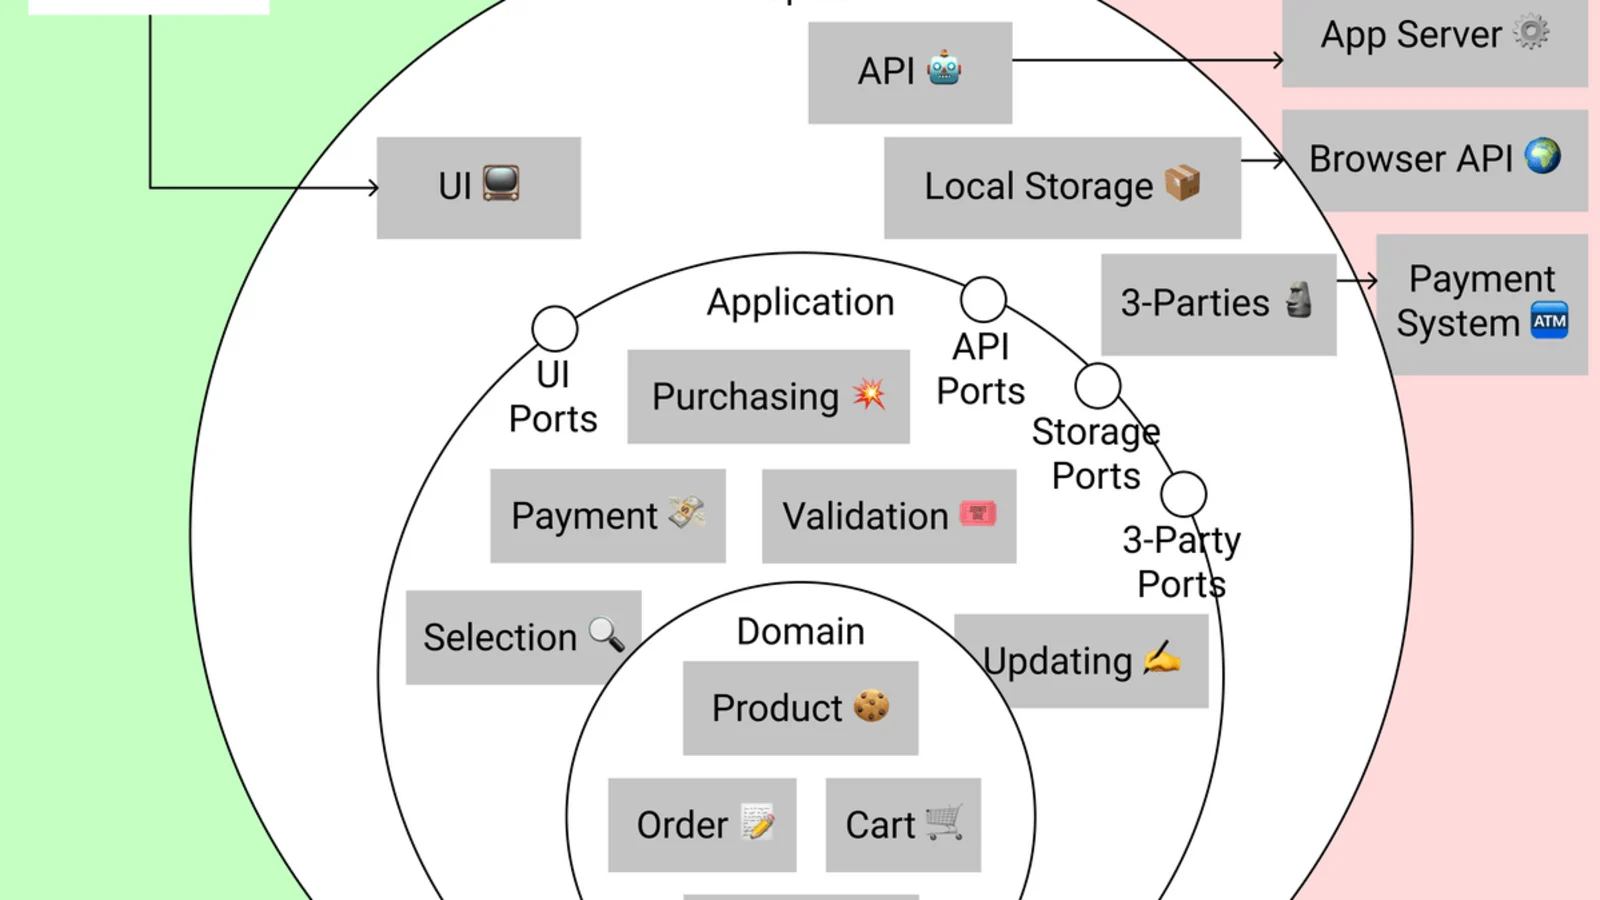 App Server
API
Browser API
UI
Local Storage
Payment
System
ATM
3-Parties
Application
API
Ports
UI
Ports
Purchasing
Storage
Ports
Payment
Validation
3-Party
Ports
Selection
Domain
Updating
Product
Order
Cart